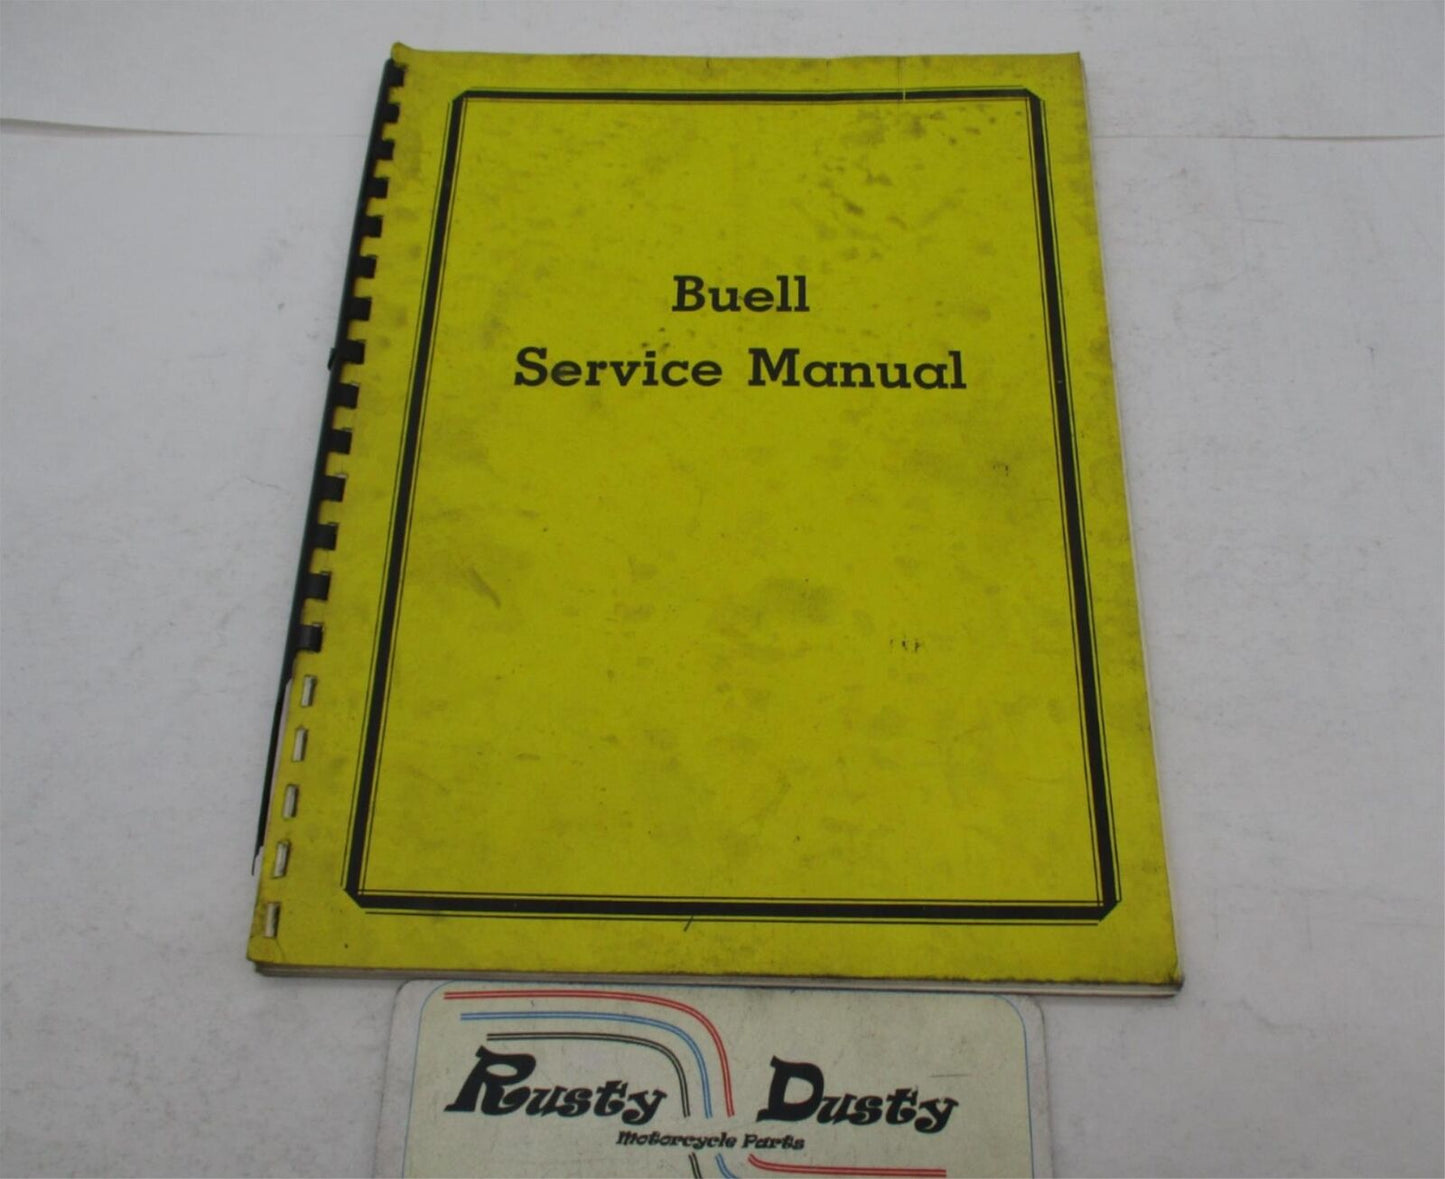 Buell
Service Manual
Rusty Dusty
Motorcycle Parts